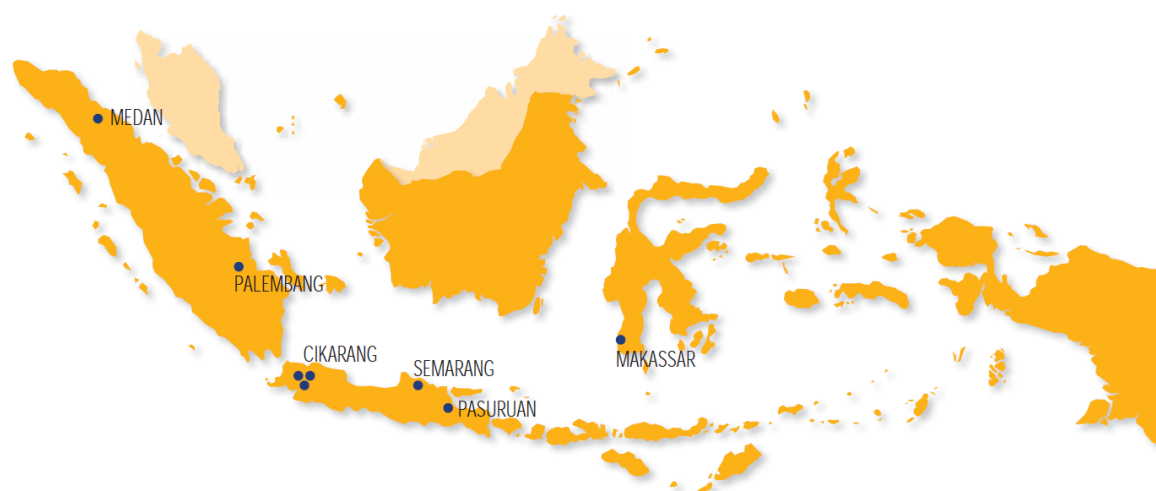 MEDAN
PALEMBANG
CIKARANG
SEMARANG
MAKASSAR
PASURUAN